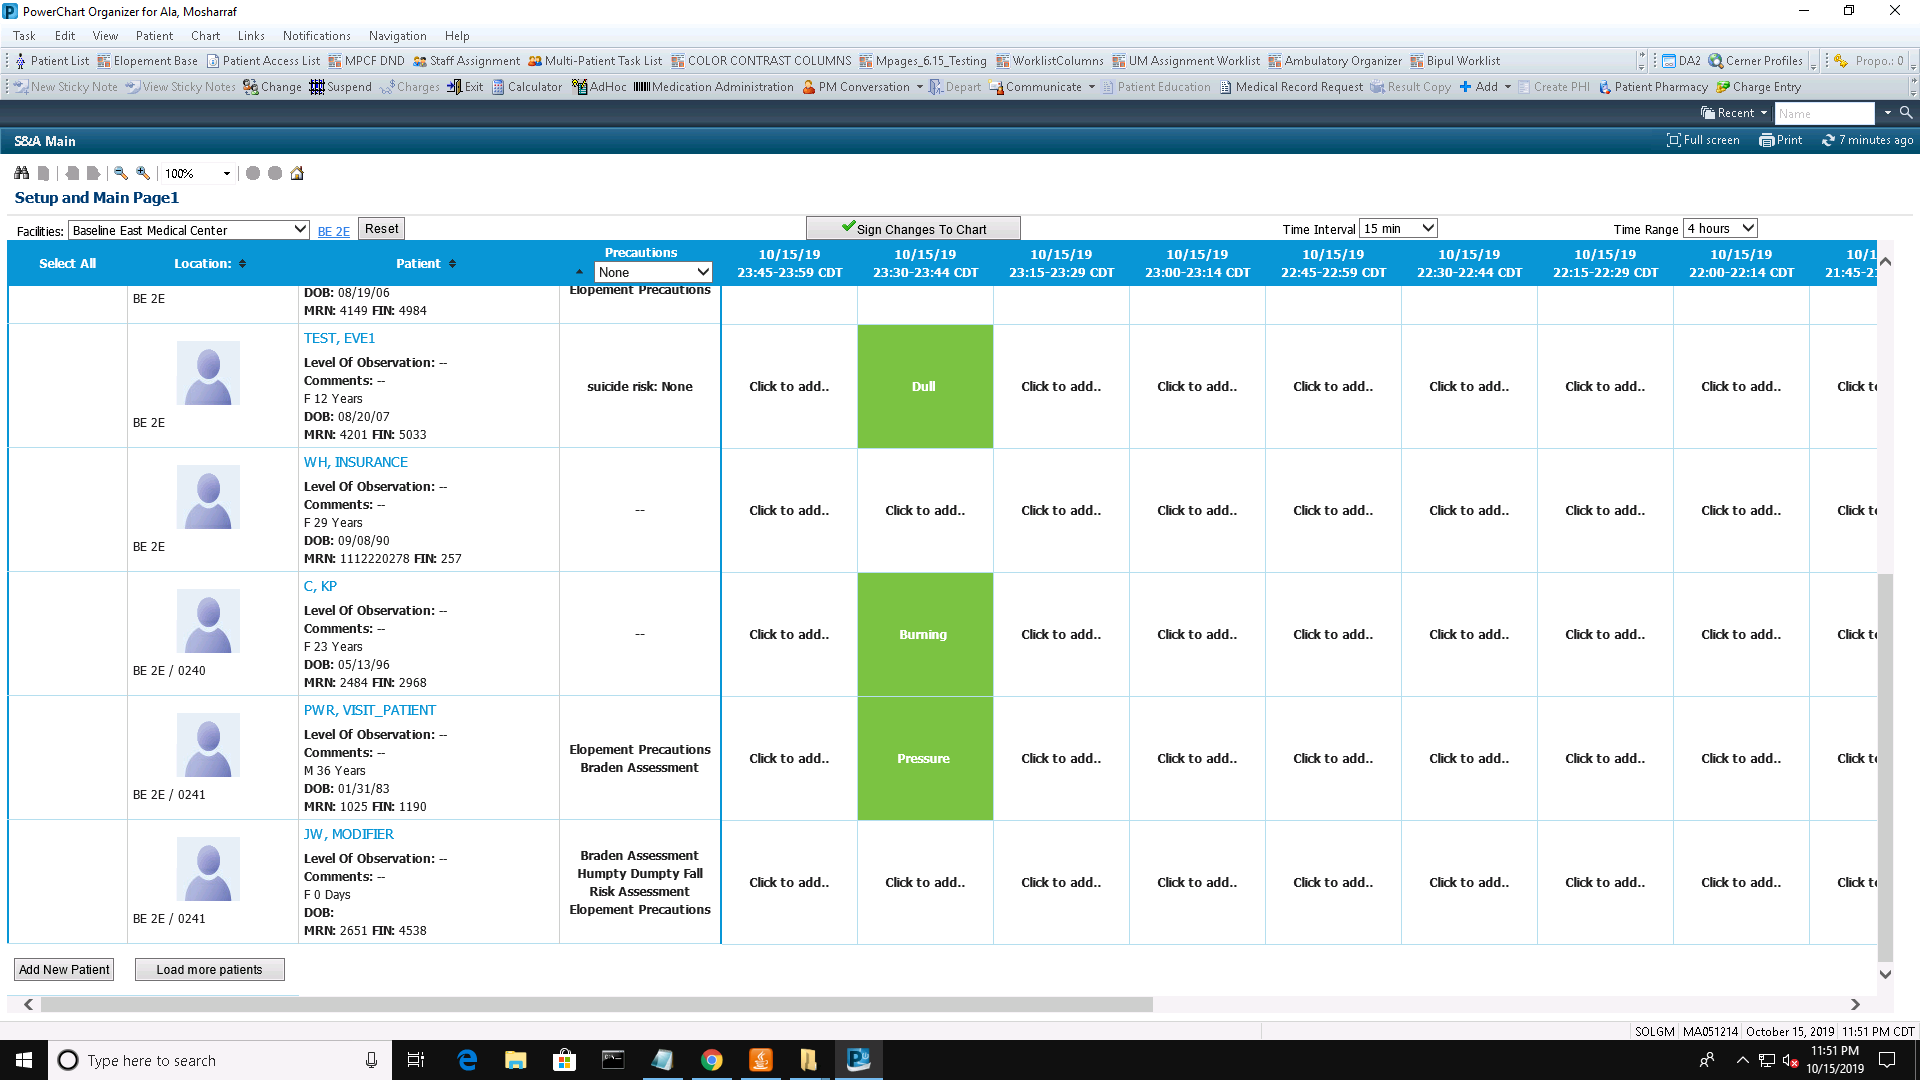 PowerChart Organizer for Ala, Mosharraf
Task Edit View Patient Chart Links Notifications Navigation Help
Patient List Elopement Base Patient Access List MPCF DND Staff Assignment Multi-Patient Task List COLOR CONTRAST COLUMNS Mpages_6.15_Testing WorklistColumns UM Assignment Worklist Ambulatory Organizer Bipul Worklist DA2 Cerner Profiles Propo.: 0
New Sticky Note View Sticky Notes Change Suspend Charges Exit Calculator AdHoc Medication Administration PM Conversation Depart Communicate Patient Education Medical Record Request Result Copy Add Create PHI Patient Pharmacy Charge Entry
Recent Name
S&A Main Full screen Print 7 minutes ago
100%
Setup and Main Page1
Facilities: Baseline East Medical Center BE 2E Reset Sign Changes To Chart Time Interval 15 min Time Range 4 hours
Select All Location: Patient Precautions None
10/15/19 23:45-23:59 CDT
10/15/19 23:30-23:44 CDT
10/15/19 23:15-23:29 CDT
10/15/19 23:00-23:14 CDT
10/15/19 22:45-22:59 CDT
10/15/19 22:30-22:44 CDT
10/15/19 22:15-22:29 CDT
10/15/19 22:00-22:14 CDT
10/1 21:45-2
BE 2E
DOB: 08/19/06
MRN: 4149 FIN: 4984
Elopement Precautions
BE 2E
TEST, EVE1
Level Of Observation: --
Comments: --
F 12 Years
DOB: 08/20/07
MRN: 4201 FIN: 5033
suicide risk: None
Click to add.. Dull Click to add.. Click to add.. Click to add.. Click to add.. Click to add.. Click to add.. Click t
BE 2E
WH, INSURANCE
Level Of Observation: --
Comments: --
F 29 Years
DOB: 09/08/90
MRN: 1112220278 FIN: 257
--
Click to add.. Click to add.. Click to add.. Click to add.. Click to add.. Click to add.. Click to add.. Click to add.. Click t
BE 2E / 0240
C, KP
Level Of Observation: --
Comments: --
F 23 Years
DOB: 05/13/96
MRN: 2484 FIN: 2968
--
Click to add.. Burning Click to add.. Click to add.. Click to add.. Click to add.. Click to add.. Click to add.. Click t
BE 2E / 0241
PWR, VISIT_PATIENT
Level Of Observation: --
Comments: --
M 36 Years
DOB: 01/31/83
MRN: 1025 FIN: 1190
Elopement Precautions
Braden Assessment
Click to add.. Pressure Click to add.. Click to add.. Click to add.. Click to add.. Click to add.. Click to add.. Click t
BE 2E / 0241
JW, MODIFIER
Level Of Observation: --
Comments: --
F 0 Days
DOB:
MRN: 2651 FIN: 4538
Braden Assessment
Humpty Dumpty Fall
Risk Assessment
Elopement Precautions
Click to add.. Click to add.. Click to add.. Click to add.. Click to add.. Click to add.. Click to add.. Click to add.. Click t
Add New Patient Load more patients
SOLGM MA051214 October 15, 2019 11:51 PM CDT
Type here to search
11:51 PM
10/15/2019